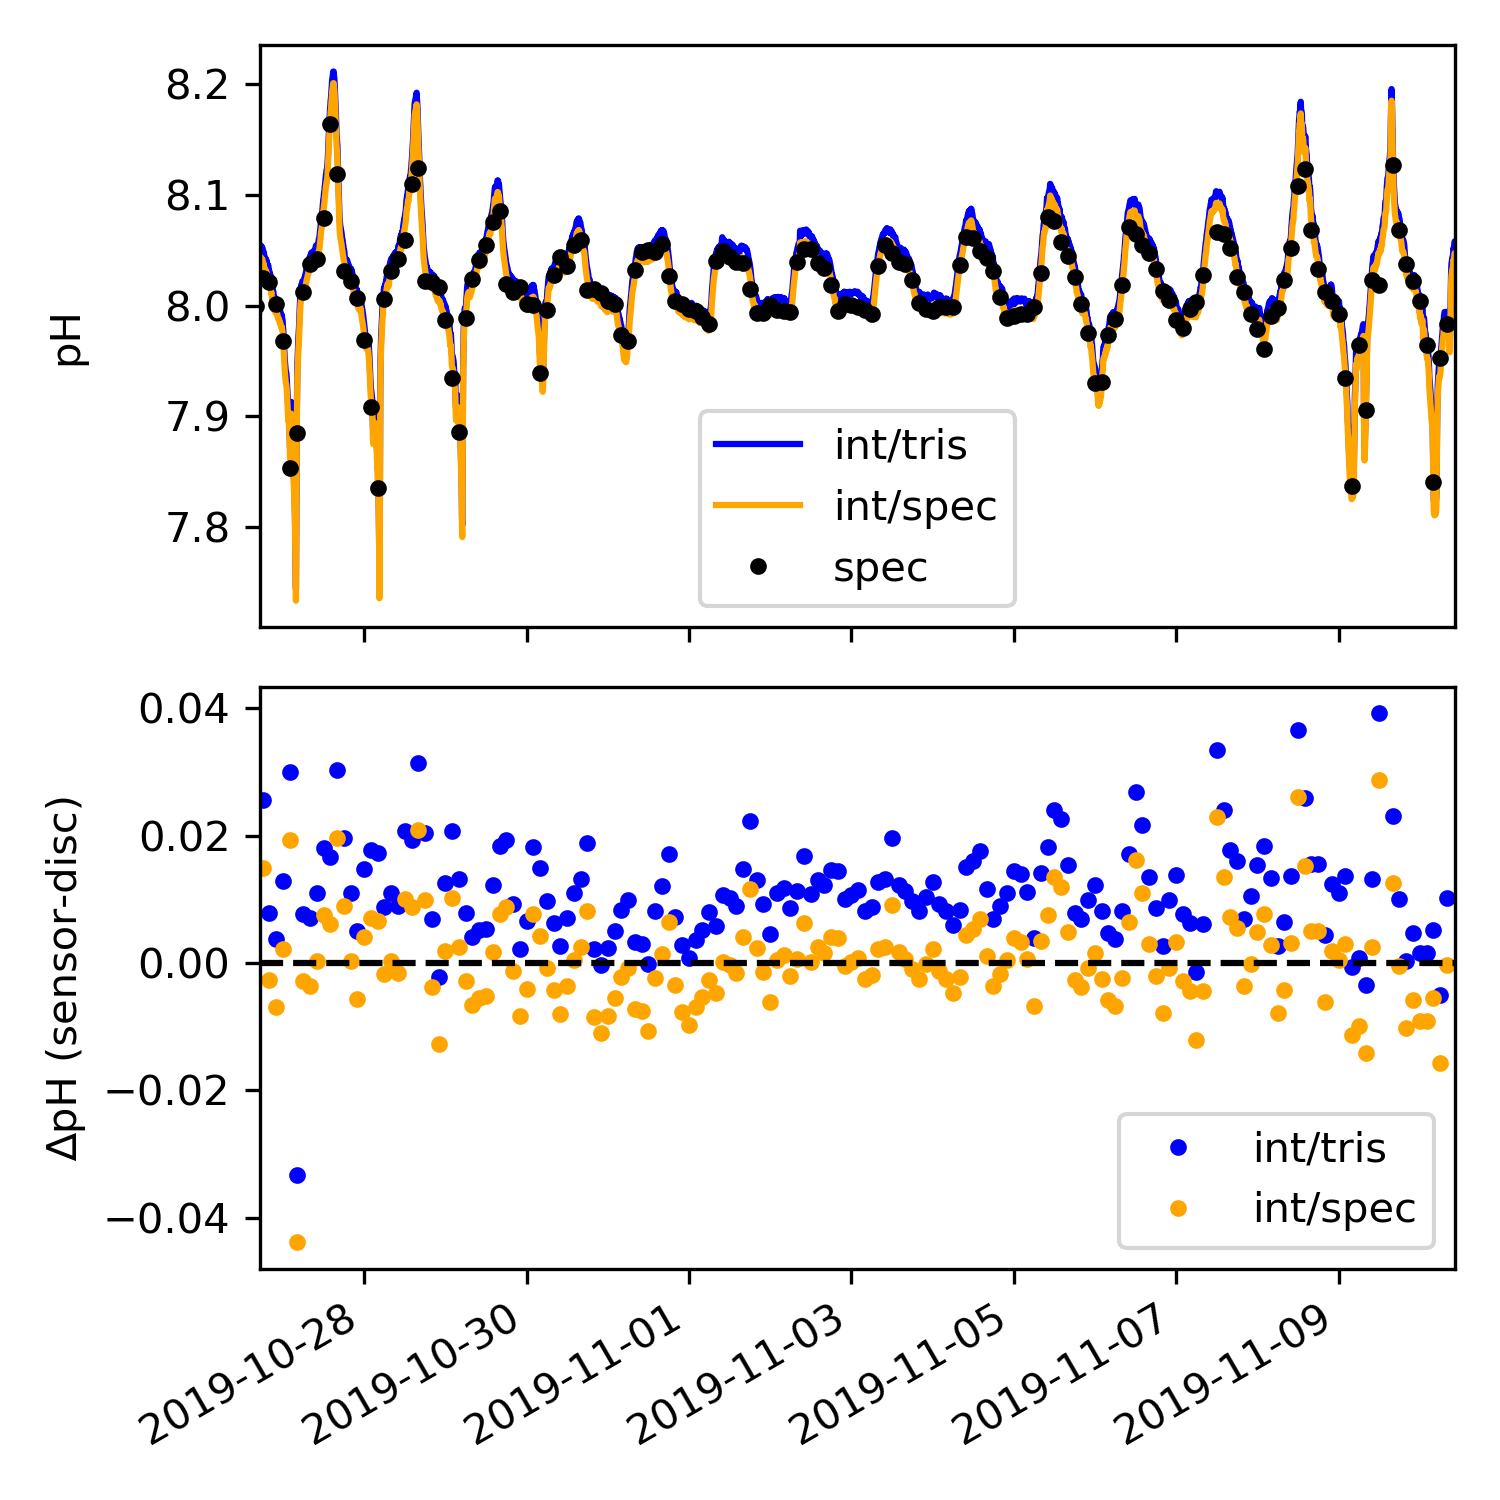 8.2
8.1
8.0
7.9
7.8
pH
int/tris
int/spec
spec
0.04
0.02
0.00
−0.02
−0.04
ΔpH (sensor-disc)
int/tris
int/spec
2019-10-28
2019-10-30
2019-11-01
2019-11-03
2019-11-05
2019-11-07
2019-11-09